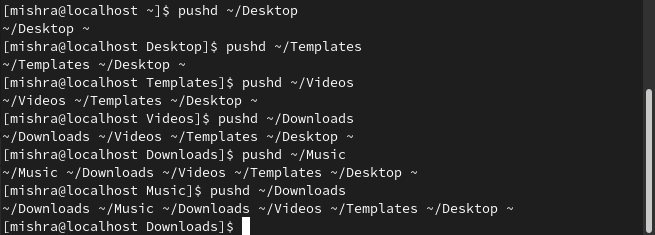 [mishra@localhost ~]$ pushd ~/Desktop
~/Desktop ~
[mishra@localhost Desktop]$ pushd ~/Templates
~/Templates ~/Desktop ~
[mishra@localhost Templates]$ pushd ~/Videos
~/Videos ~/Templates ~/Desktop ~
[mishra@localhost Videos]$ pushd ~/Downloads
~/Downloads ~/Videos ~/Templates ~/Desktop ~
[mishra@localhost Downloads]$ pushd ~/Music
~/Music ~/Downloads ~/Videos ~/Templates ~/Desktop ~
[mishra@localhost Music]$ pushd ~/Downloads
~/Downloads ~/Music ~/Downloads ~/Videos ~/Templates ~/Desktop ~
[mishra@localhost Downloads]$